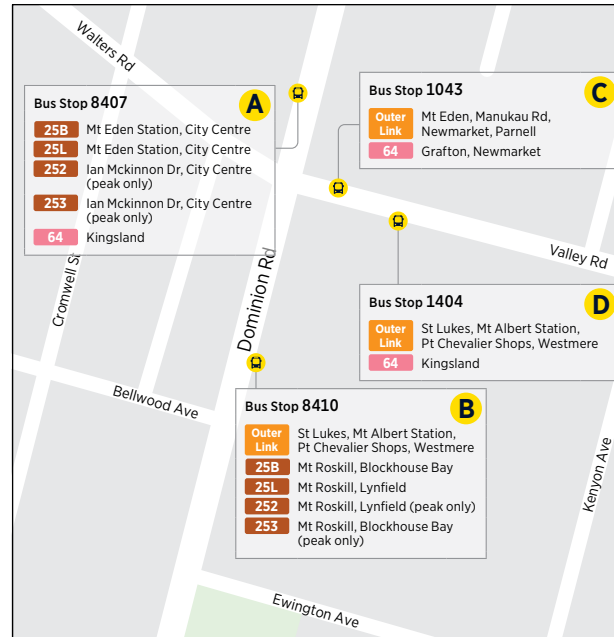 Walters Rd
Bus Stop 8407
A
25B Mt Eden Station, City Centre
25L Mt Eden Station, City Centre
252 Ian Mckinnon Dr, City Centre
(peak only)
253 Ian Mckinnon Dr, City Centre
(peak only)
64 Kingsland
Bus Stop 1043
C
Outer
Link
Mt Eden, Manukau Rd,
Newmarket, Parnell
64 Grafton, Newmarket
Valley Rd
Cromwell St
Dominion Rd
Bus Stop 1404
D
Outer
Link
St Lukes, Mt Albert Station,
Pt Chevalier Shops, Westmere
64 Kingsland
Bellwood Ave
Bus Stop 8410
B
Outer
Link
St Lukes, Mt Albert Station,
Pt Chevalier Shops, Westmere
25B Mt Roskill, Blockhouse Bay
25L Mt Roskill, Lynfield
252 Mt Roskill, Lynfield (peak only)
253 Mt Roskill, Blockhouse Bay
(peak only)
Kenyon Ave
Ewington Ave